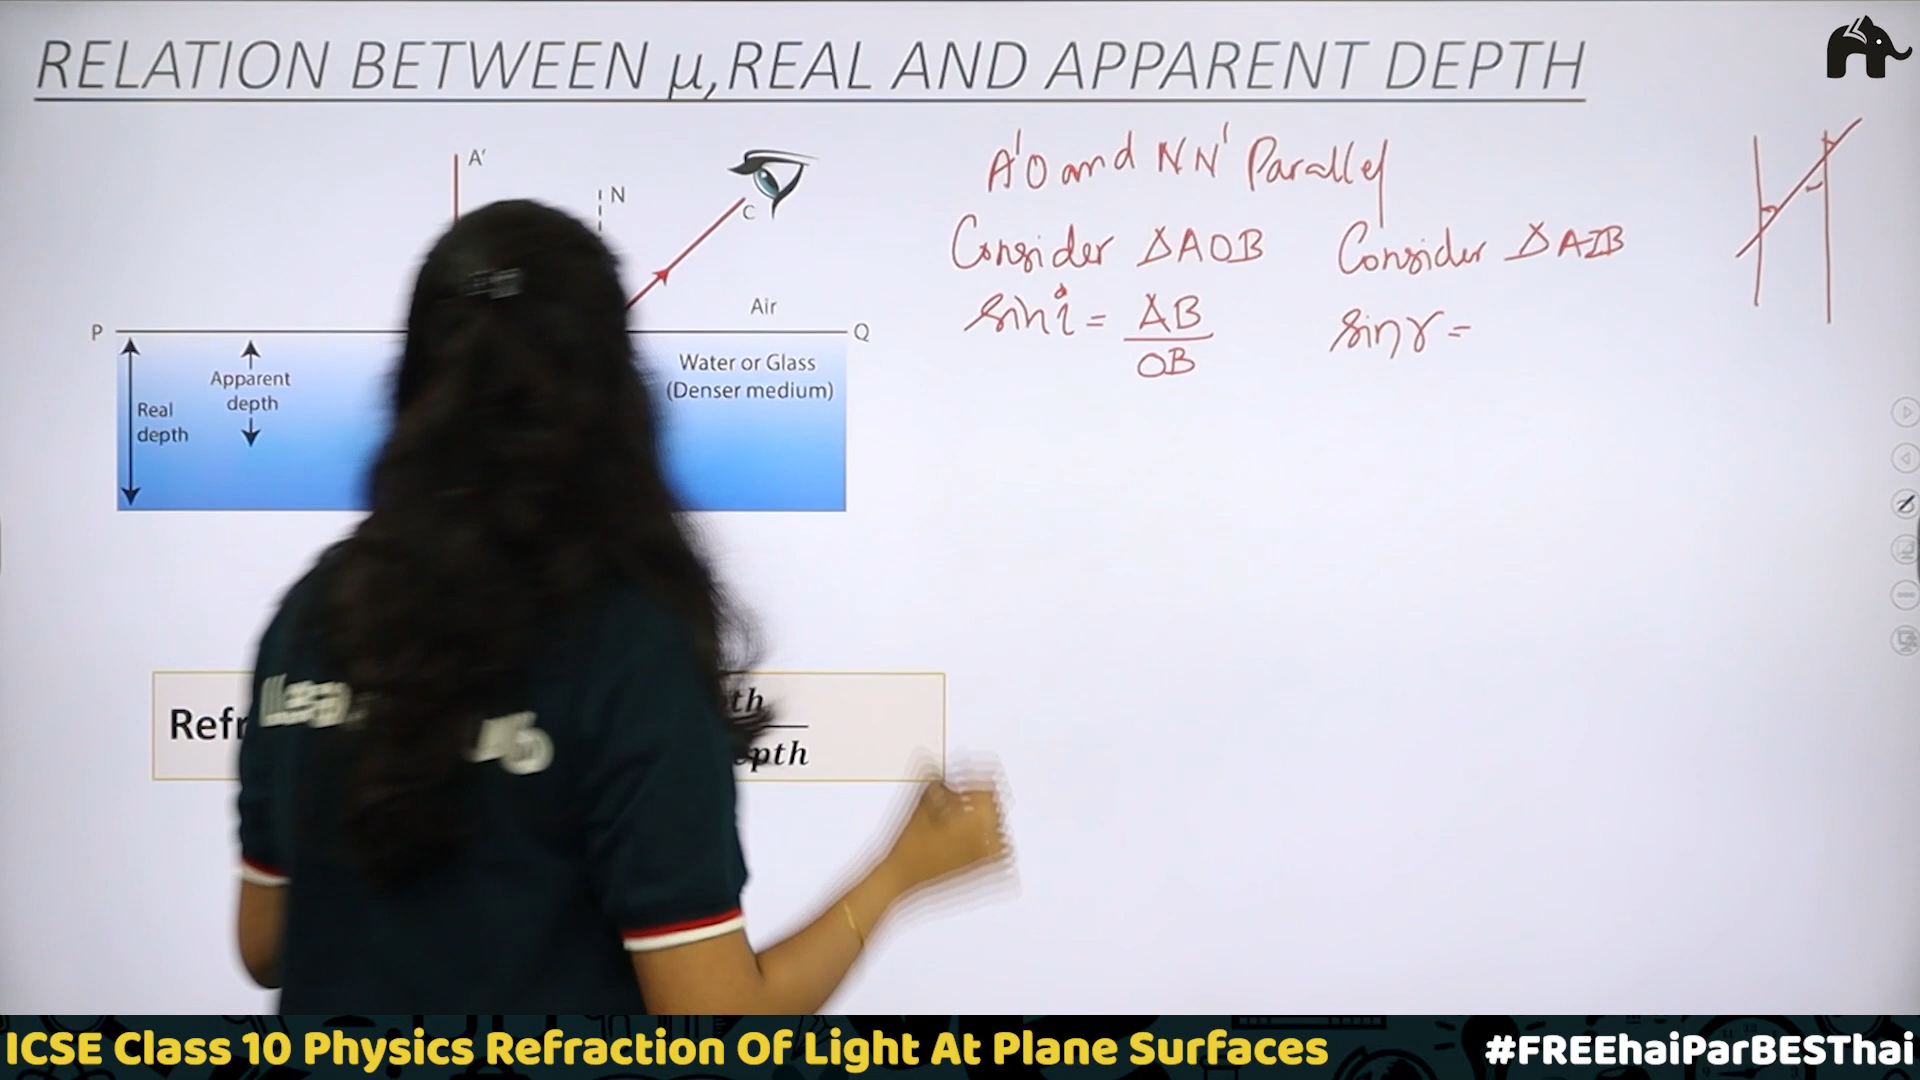 RELATION BETWEEN μ, REAL AND APPARENT DEPTH
A'
N
C
Air
P
Q
Apparent
depth
Real
depth
Water or Glass
(Denser medium)
A'O and NN' Parallel
Consider ΔAOB
Consider ΔAIB
sin i = AB
OB
sin r =
ICSE Class 10 Physics Refraction Of Light At Plane Surfaces
#FREEhaiParBESThai